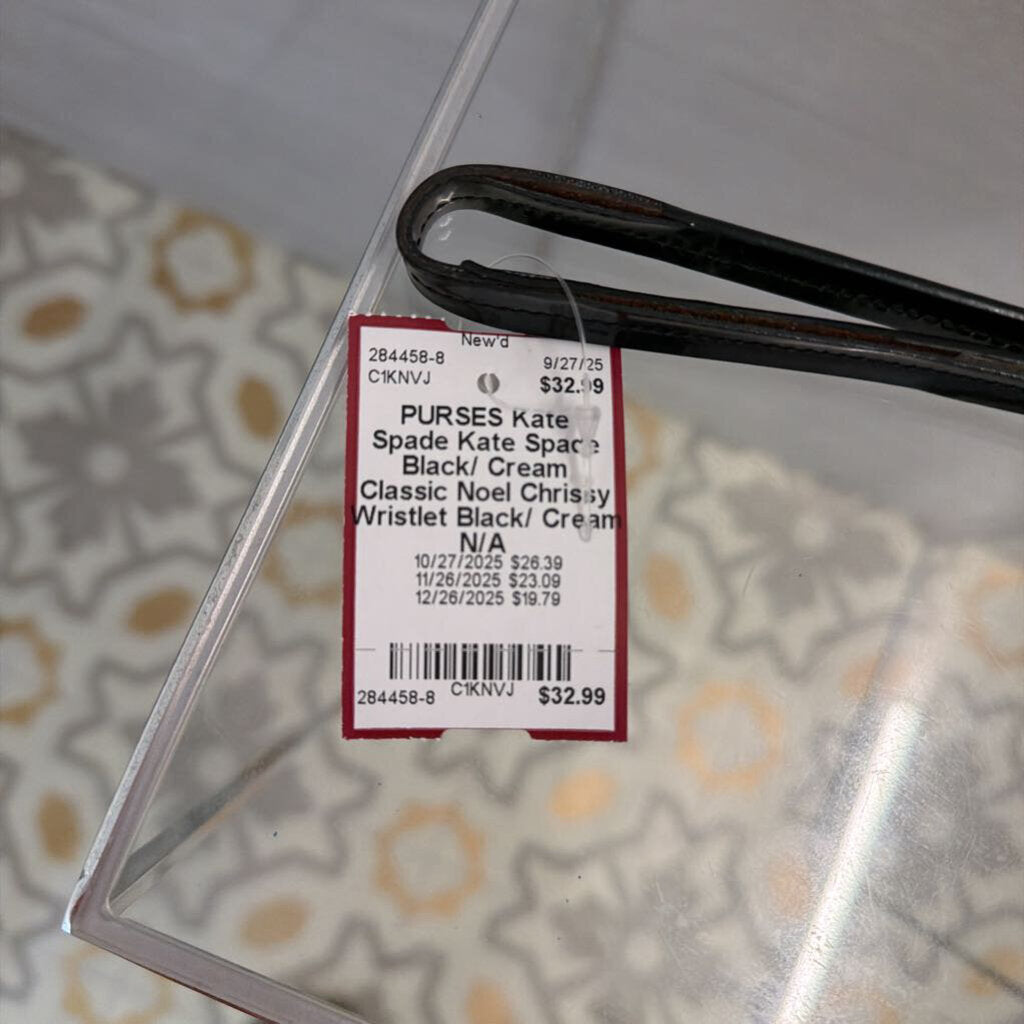 New'd
284458-8 9/27/25
C1KNVJ $32.99
PURSES Kate
Spade Kate Spade
Black/ Cream
Classic Noel Chrissy
Wristlet Black/ Cream
N/A
10/27/2025 $26.39
11/26/2025 $23.09
12/26/2025 $19.79
284458-8 C1KNVJ $32.99